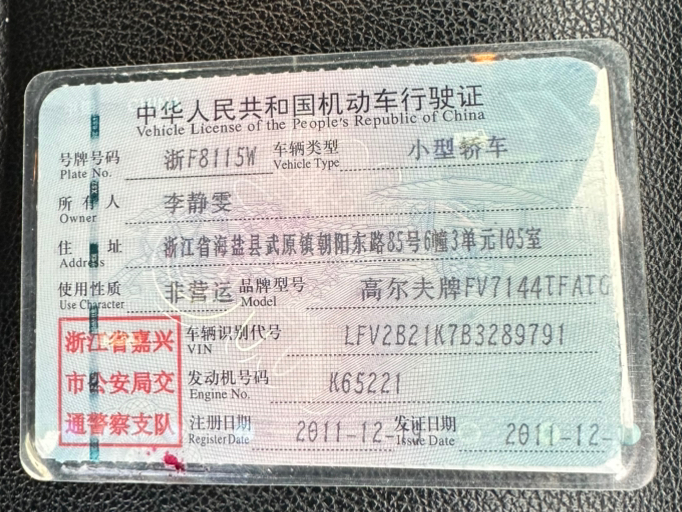 中华人民共和国机动车行驶证
Vehicle License of the People's Republic of China
号牌号码 浙F8115W 车辆类型 小型轿车
Plate No. Vehicle Type
所有人 李静雯
Owner
住址 浙江省海盐县武原镇朝阳东路85号6幢3单元105室
Address
使用性质 非营运 品牌型号 高尔夫牌FV7144TFATG
Use Character Model
浙江省嘉兴
市公安局交
通警察支队
车辆识别代号 LFV2B21K7B3289791
VIN
发动机号码 K65221
Engine No.
注册日期 2011-12- 发证日期 2011-12-
Register Date Issue Date